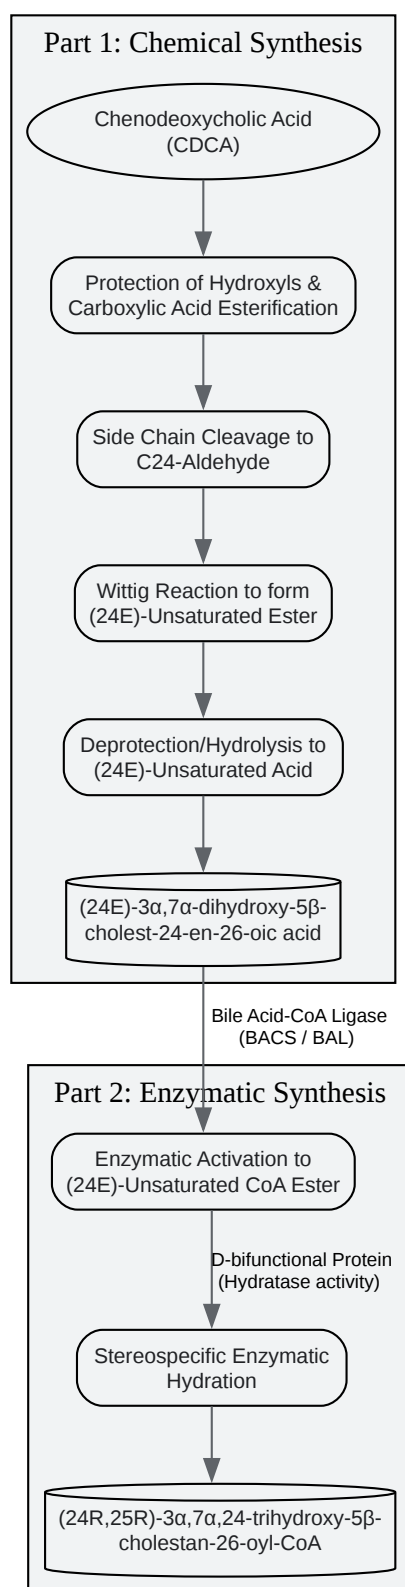 Part 1: Chemical Synthesis
Chenodeoxycholic Acid
(CDCA)
Protection of Hydroxyls &
Carboxylic Acid Esterification
Side Chain Cleavage to
C24-Aldehyde
Wittig Reaction to form
(24E)-Unsaturated Ester
Deprotection/Hydrolysis to
(24E)-Unsaturated Acid
(24E)-3α,7α-dihydroxy-5β-
cholest-24-en-26-oic acid
Bile Acid-CoA Ligase
(BACS / BAL)
Part 2: Enzymatic Synthesis
Enzymatic Activation to
(24E)-Unsaturated CoA Ester
D-bifunctional Protein
(Hydratase activity)
Stereospecific Enzymatic
Hydration
(24R,25R)-3α,7α,24-trihydroxy-5β-
cholestan-26-oyl-CoA